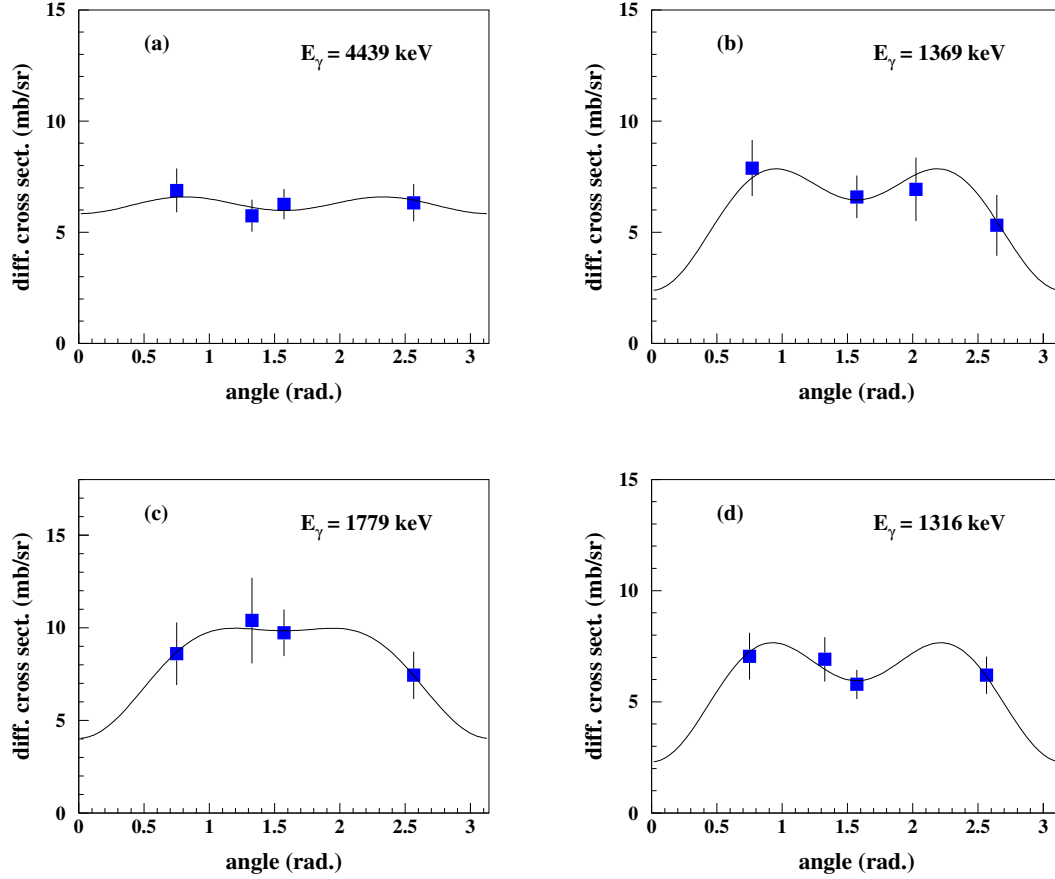 (a)
E_γ = 4439 keV
diff. cross sect. (mb/sr)
15
10
5
0
0 0.5 1 1.5 2 2.5 3
angle (rad.)
(b)
E_γ = 1369 keV
diff. cross sect. (mb/sr)
15
10
5
0
0 0.5 1 1.5 2 2.5 3
angle (rad.)
(c)
E_γ = 1779 keV
diff. cross sect. (mb/sr)
15
10
5
0
0 0.5 1 1.5 2 2.5 3
angle (rad.)
(d)
E_γ = 1316 keV
diff. cross sect. (mb/sr)
15
10
5
0
0 0.5 1 1.5 2 2.5 3
angle (rad.)